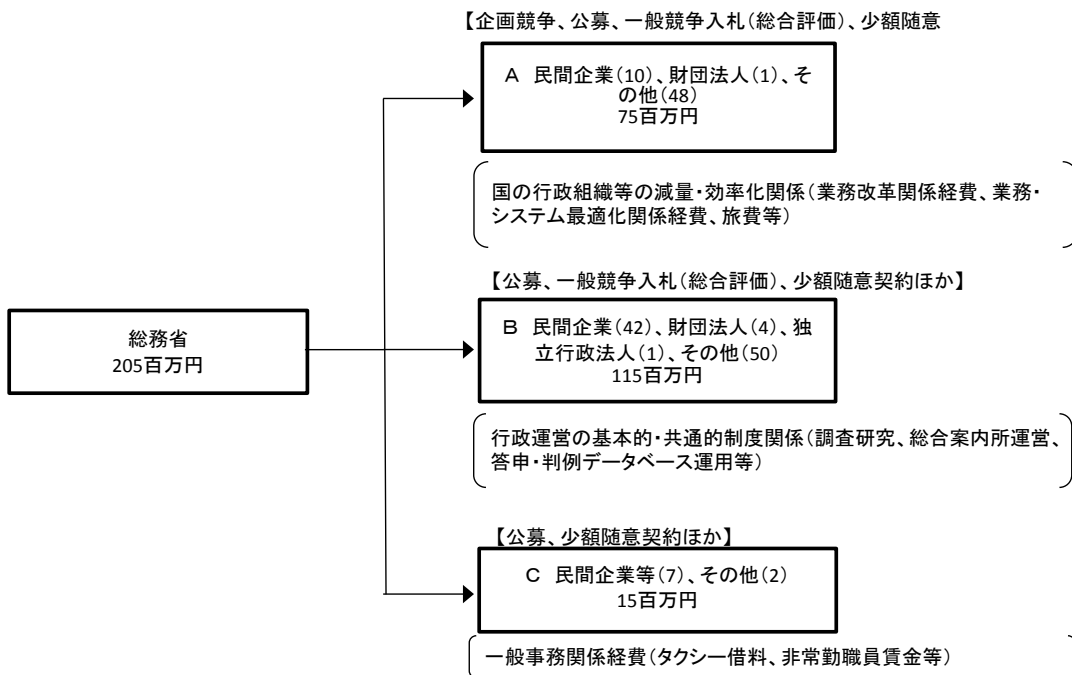 【企画競争、公募、一般競争入札(総合評価)、少額随意
A 民間企業(10)、財団法人(1)、そ
の他(48)
75百万円
国の行政組織等の減量・効率化関係(業務改革関係経費、業務・
システム最適化関係経費、旅費等)
【公募、一般競争入札(総合評価)、少額随意契約ほか】
総務省
205百万円
B 民間企業(42)、財団法人(4)、独
立行政法人(1)、その他(50)
115百万円
行政運営の基本的・共通的制度関係(調査研究、総合案内所運営、
答申・判例データベース運用等)
【公募、少額随意契約ほか】
C 民間企業等(7)、その他(2)
15百万円
一般事務関係経費(タクシー借料、非常勤職員賃金等)